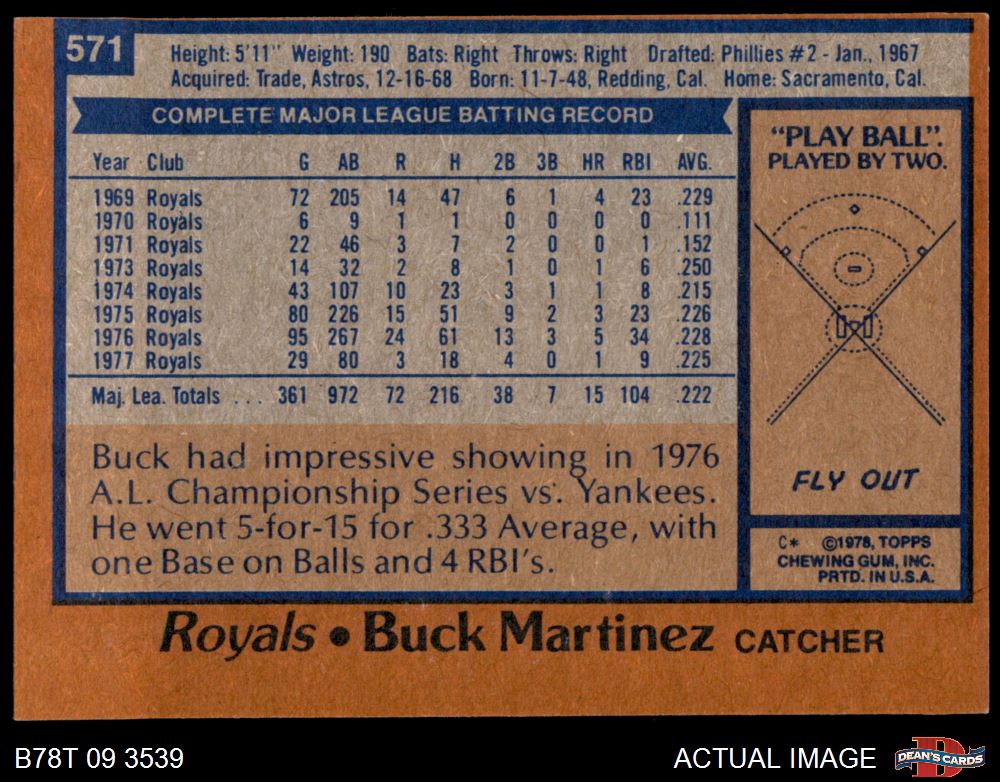 571
Height: 5'11" Weight: 190 Bats: Right Throws: Right Drafted: Phillies #2 - Jan., 1967
Acquired: Trade, Astros, 12-16-68 Born: 11-7-48, Redding, Cal. Home: Sacramento, Cal.
COMPLETE MAJOR LEAGUE BATTING RECORD
Year Club G AB R H 2B 3B HR RBI AVG.
1969 Royals 72 205 14 47 6 1 4 23 .229
1970 Royals 6 9 1 1 0 0 0 0 .111
1971 Royals 22 46 3 7 2 0 0 1 .152
1973 Royals 14 32 2 8 1 0 1 6 .250
1974 Royals 43 107 10 23 3 1 1 8 .215
1975 Royals 80 226 15 51 9 2 3 23 .226
1976 Royals 95 267 24 61 13 3 5 34 .228
1977 Royals 29 80 3 18 4 0 1 9 .225
Maj. Lea. Totals ... 361 972 72 216 38 7 15 104 .222
Buck had impressive showing in 1976
A.L. Championship Series vs. Yankees.
He went 5-for-15 for .333 Average, with
one Base on Balls and 4 RBI's.
"PLAY BALL".
PLAYED BY TWO.
FLY OUT
C* ©1978, TOPPS
CHEWING GUM, INC.
PRTD. IN U.S.A.
Royals • Buck Martinez CATCHER
B78T 09 3539
ACTUAL IMAGE
DEAN'S CARDS